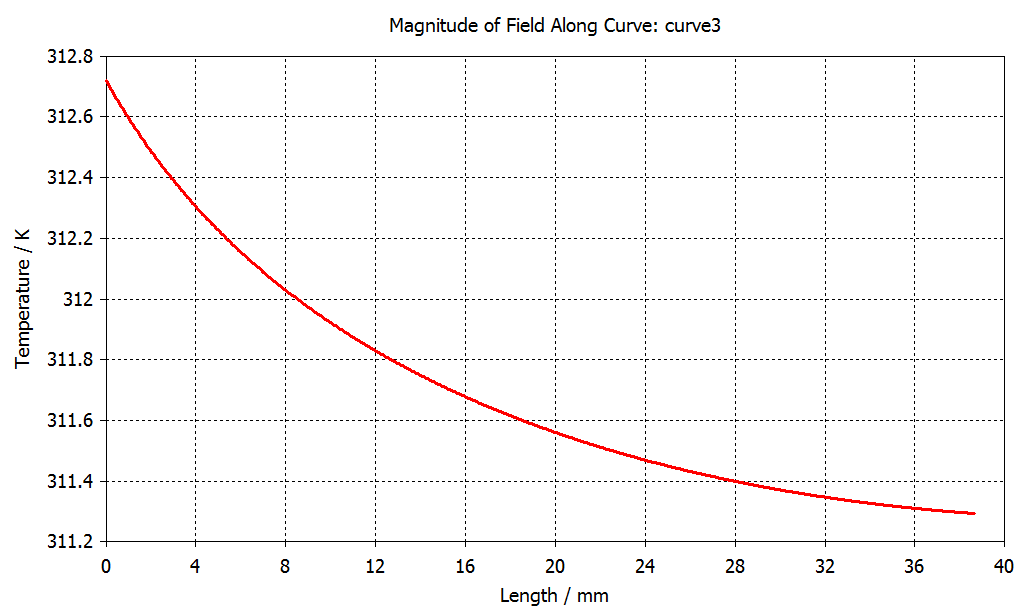 Magnitude of Field Along Curve: curve3
312.8
312.6
312.4
312.2
312
311.8
311.6
311.4
311.2
Temperature / K
0 4 8 12 16 20 24 28 32 36 40
Length / mm